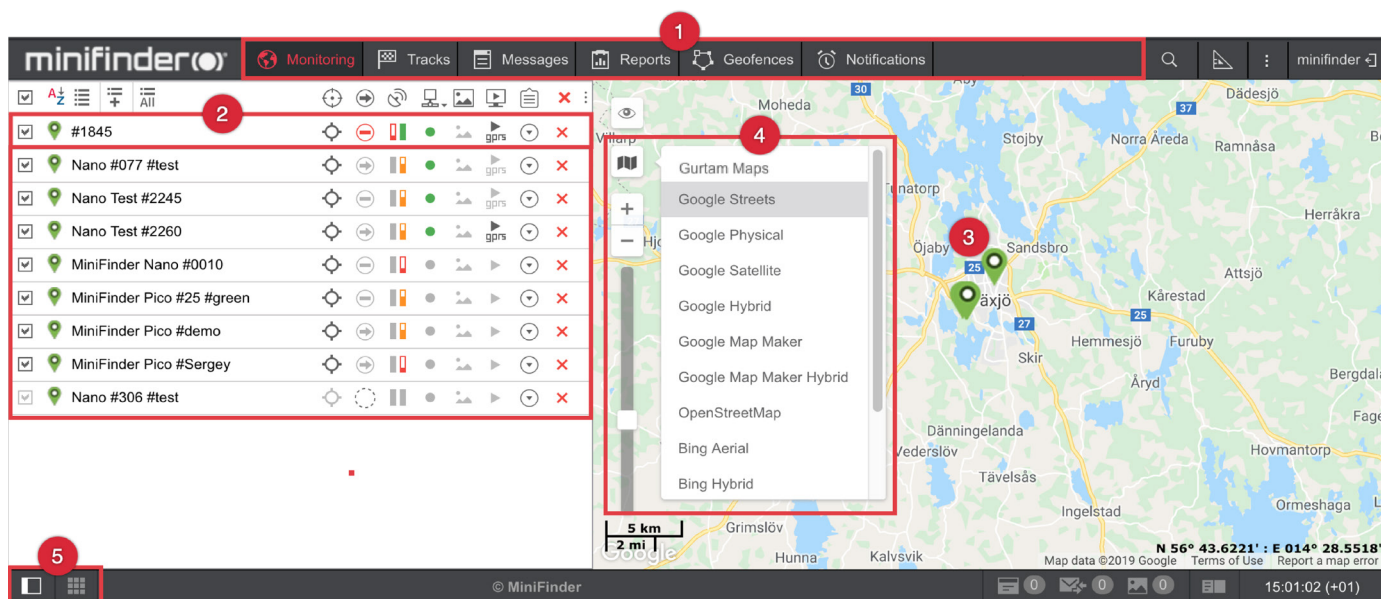 1
minifinder
Monitoring
Tracks
Messages
Reports
Geofences
Notifications
minifinder
A Z
All
2
#1845
gprs
Nano #077 #test
gprs
Nano Test #2245
gprs
Nano Test #2260
gprs
MiniFinder Nano #0010
MiniFinder Pico #25 #green
MiniFinder Pico #demo
MiniFinder Pico #Sergey
Nano #306 #test
4
Gurtam Maps
Google Streets
Google Physical
Google Satellite
Google Hybrid
Google Map Maker
Google Map Maker Hybrid
OpenStreetMap
Bing Aerial
Bing Hybrid
+
−
Moheda
30
37
Dädesjö
Stojby
Norra Åreda
Ramnåsa
Herråkra
3
Öjaby
Sandsbro
25
Attsjö
äxjö
Kårestad
25
27
Hemmesjö
Furuby
Skir
Åryd
Bergdal
Fage
Dänningelanda
Vederslöv
Hovmantorp
Tävelsås
Ingelstad
Ormeshaga
5 km
2 mi
Google
Grimslöv
Hunna
Kalvsvik
N 56° 43.6221' : E 014° 28.5518'
Map data ©2019 Google
Terms of Use
Report a map error
5
© MiniFinder
0
0
0
15:01:02 (+01)